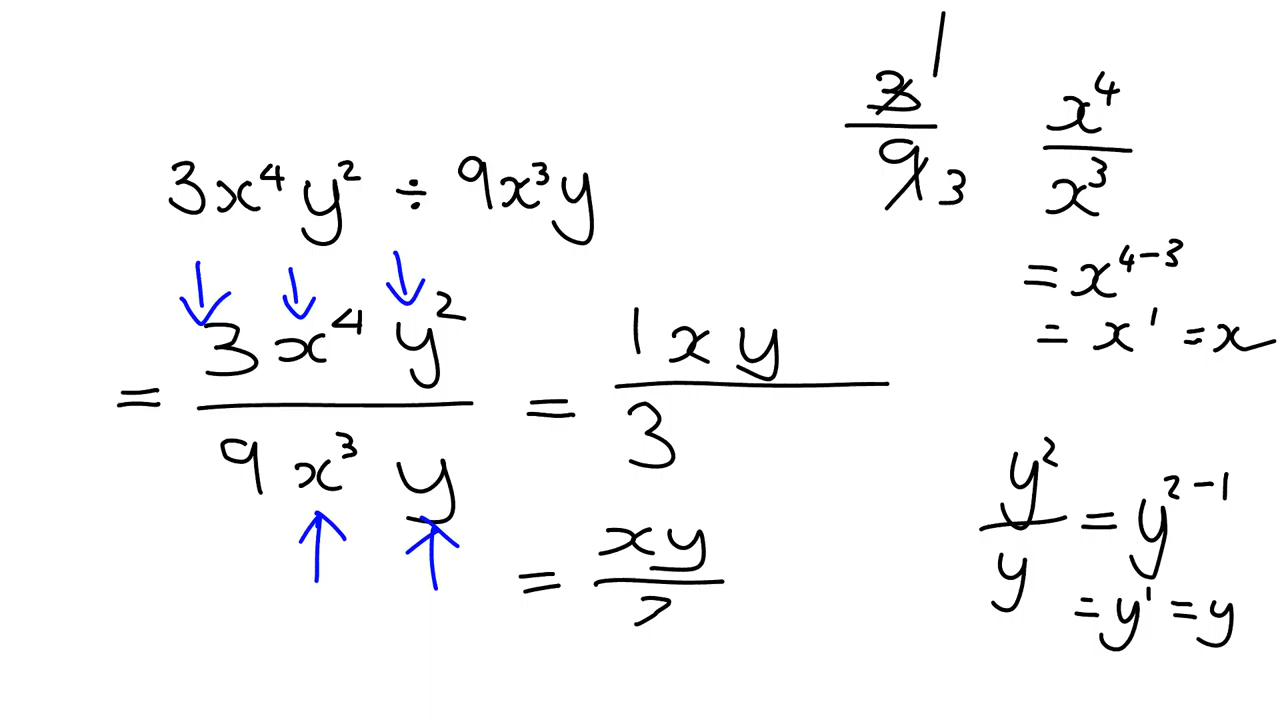 3x⁴y² ÷ 9x³y
= 3x⁴y² / 9x³y = 1xy / 3
= xy /
3 1 / 9 3
x⁴ / x³
= x⁴⁻³
= x¹ = x
y² / y = y²⁻¹
= y¹ = y